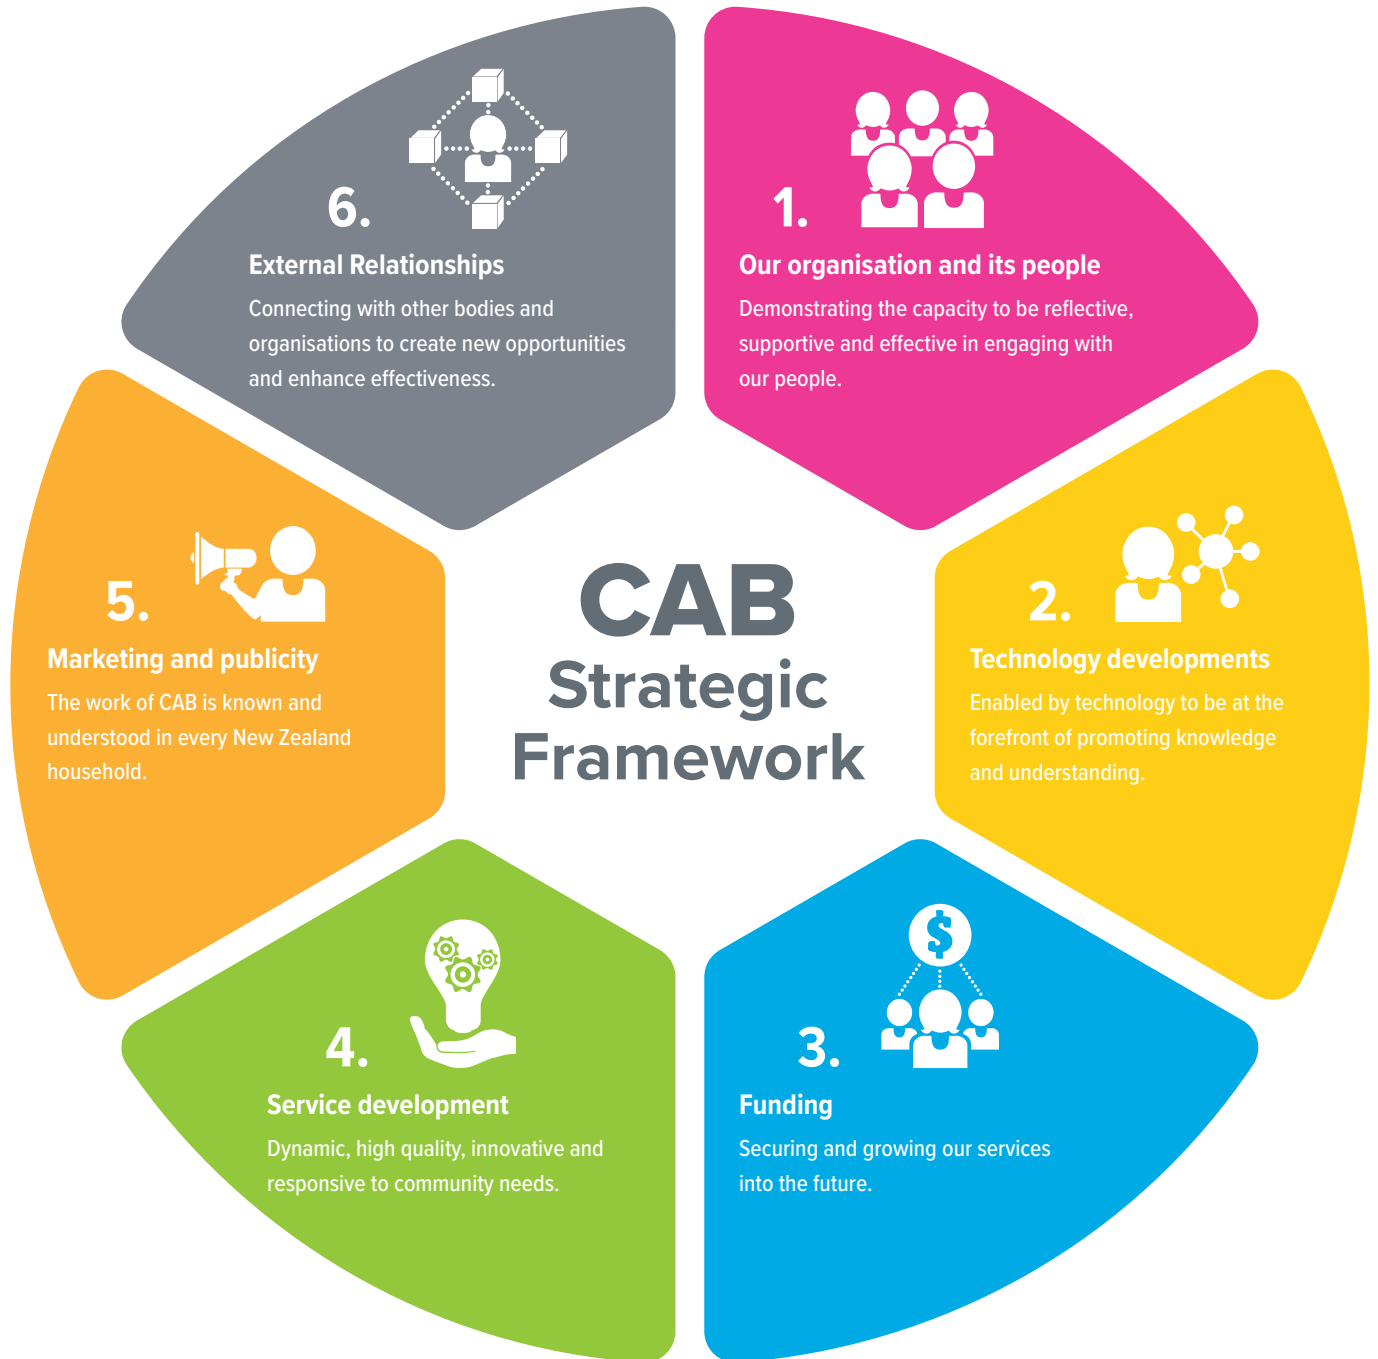 CAB
Strategic
Framework
1.
Our organisation and its people
Demonstrating the capacity to be reflective,
supportive and effective in engaging with
our people.
2.
Technology developments
Enabled by technology to be at the
forefront of promoting knowledge
and understanding.
3.
$
Funding
Securing and growing our services
into the future.
4.
Service development
Dynamic, high quality, innovative and
responsive to community needs.
5.
Marketing and publicity
The work of CAB is known and
understood in every New Zealand
household.
6.
External Relationships
Connecting with other bodies and
organisations to create new opportunities
and enhance effectiveness.